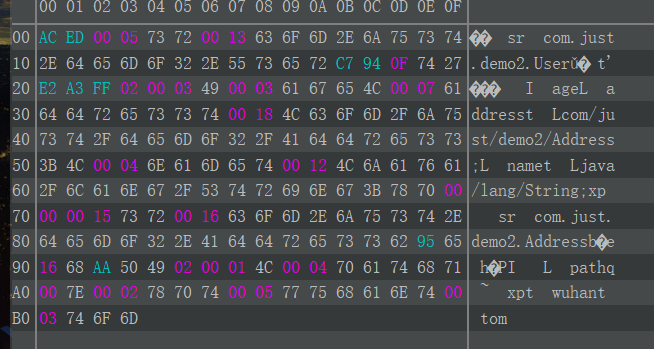 00 01 02 03 04 05 06 07 08 09 0A 0B 0C 0D 0E 0F
00 AC ED 00 05 73 72 00 13 63 6F 6D 2E 6A 75 73 74 �� sr com.just
10 2E 64 65 6D 6F 32 2E 55 73 65 72 C7 94 0F 74 27 .demo2.Userǔ� t'
20 E2 A3 FF 02 00 03 49 00 03 61 67 65 4C 00 07 61 ��� I ageL a
30 64 64 72 65 73 73 74 00 18 4C 63 6F 6D 2F 6A 75 ddresst Lcom/ju
40 73 74 2F 64 65 6D 6F 32 2F 41 64 64 72 65 73 73 st/demo2/Address
50 3B 4C 00 04 6E 61 6D 65 74 00 12 4C 6A 61 76 61 ;L namet Ljava
60 2F 6C 61 6E 67 2F 53 74 72 69 6E 67 3B 78 70 00 /lang/String;xp
70 00 00 15 73 72 00 16 63 6F 6D 2E 6A 75 73 74 2E sr com.just.
80 64 65 6D 6F 32 2E 41 64 64 72 65 73 73 62 95 65 demo2.Addressb�e
90 16 68 AA 50 49 02 00 01 4C 00 04 70 61 74 68 71 h�PI L pathq
A0 00 7E 00 02 78 70 74 00 05 77 75 68 61 6E 74 00 ~ xpt wuhant
B0 03 74 6F 6D tom